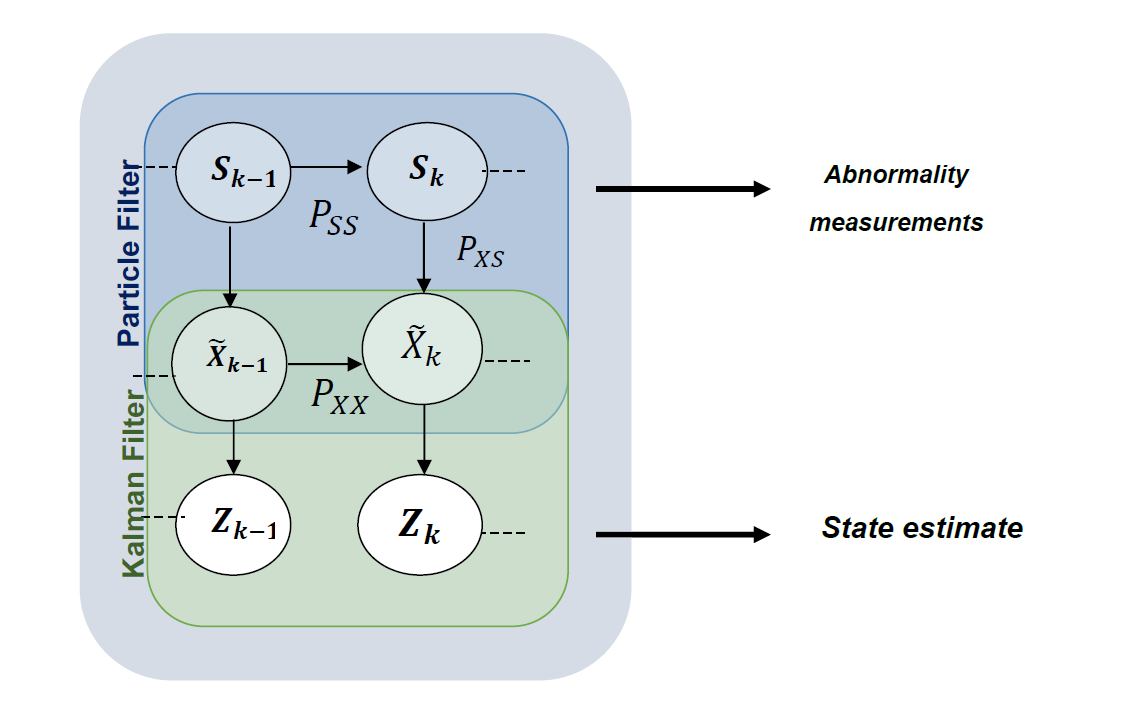 Particle Filter
Kalman Filter
S_{k-1}
S_k
P_{SS}
P_{XS}
X̃_{k-1}
X̃_k
P_{XX}
Z_{k-1}
Z_k
Abnormality
measurements
State estimate